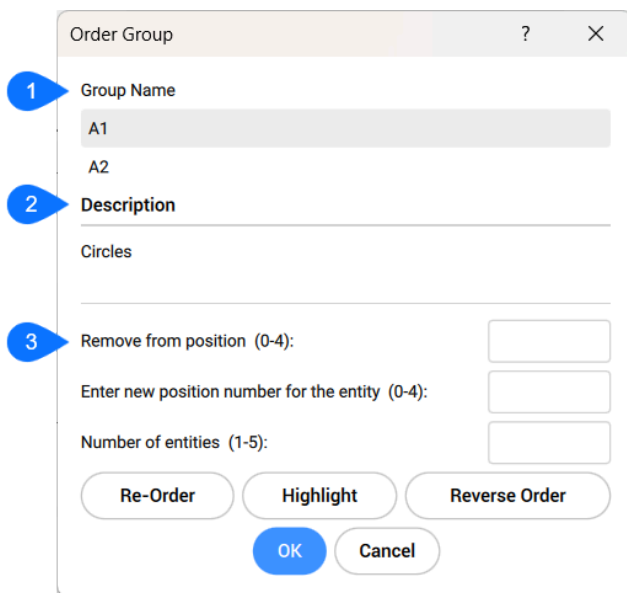 Order Group ?
1 Group Name
A1
A2
2 Description
Circles
3 Remove from position (0-4):
Enter new position number for the entity (0-4):
Number of entities (1-5):
Re-Order Highlight Reverse Order
OK Cancel